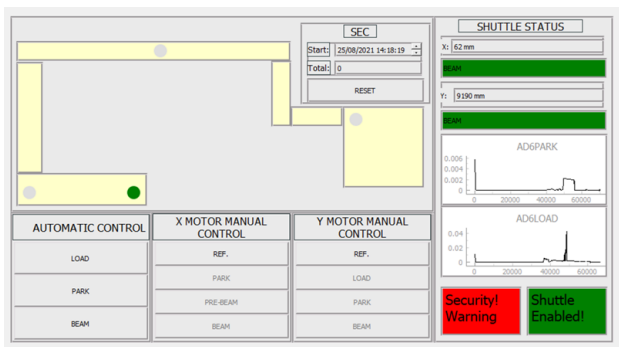 SEC
Start: 25/08/2021 14:18:19
Total: 0
RESET
SHUTTLE STATUS
X: 62 mm
BEAM
Y: 9190 mm
BEAM
AD6PARK
0.006
0.004
0.002
0
0 20000 40000 60000
AD6LOAD
0.04
0.02
0
0 20000 40000 60000
AUTOMATIC CONTROL
LOAD
PARK
BEAM
X MOTOR MANUAL
CONTROL
REF.
PARK
PRE-BEAM
BEAM
Y MOTOR MANUAL
CONTROL
REF.
LOAD
PARK
BEAM
Security!
Warning
Shuttle
Enabled!